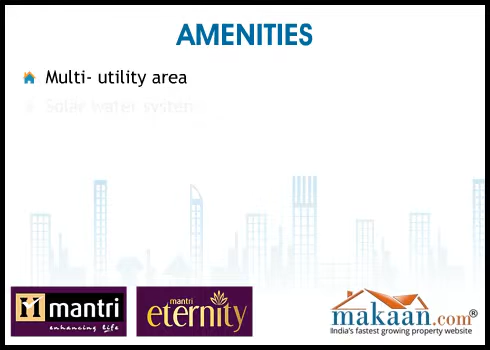 AMENITIES
Multi- utility area
Solar water system
mantri
enhancing life
mantri
eternity
makaan.com®
India's fastest growing property website